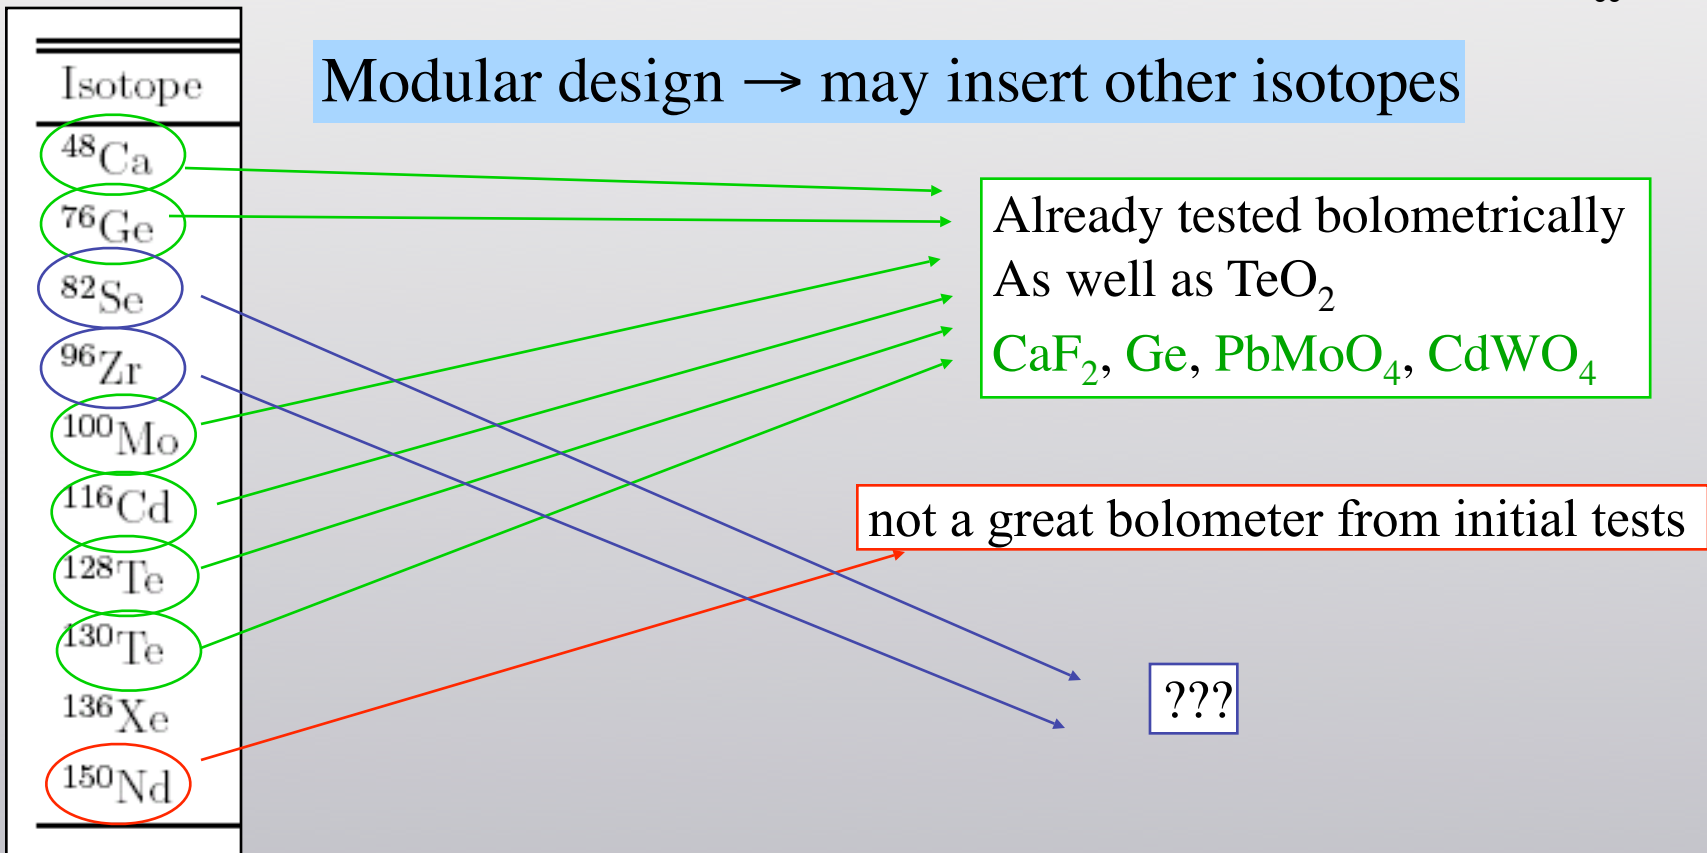 Modular design → may insert other isotopes
Isotope
⁴⁸Ca
⁷⁶Ge
⁸²Se
⁹⁶Zr
¹⁰⁰Mo
¹¹⁶Cd
¹²⁸Te
¹³⁰Te
¹³⁶Xe
¹⁵⁰Nd
Already tested bolometrically
As well as TeO₂
CaF₂, Ge, PbMoO₄, CdWO₄
not a great bolometer from initial tests
???